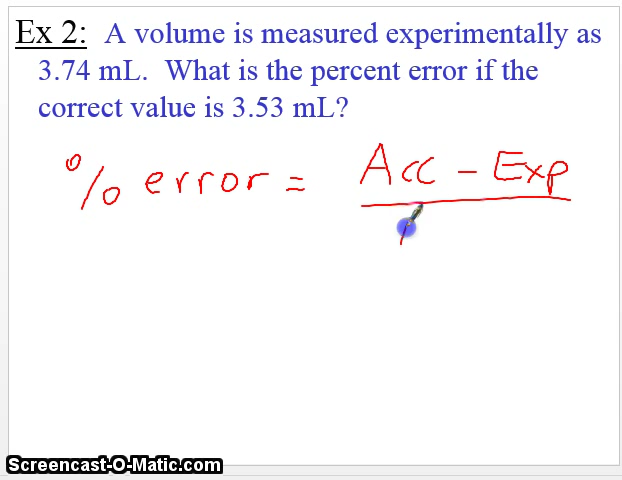 Ex 2: A volume is measured experimentally as
3.74 mL. What is the percent error if the
correct value is 3.53 mL?
% error = Acc - Exp
Screencast-O-Matic.com